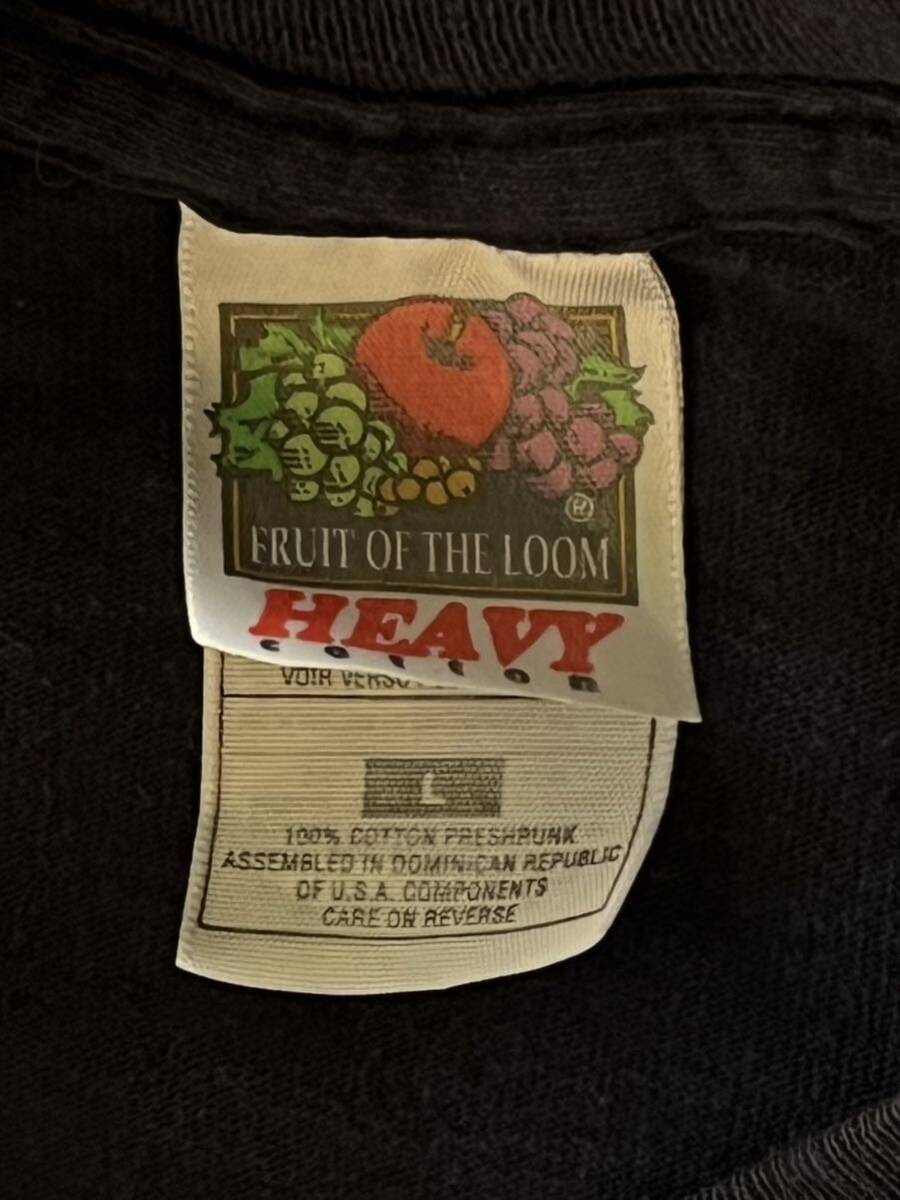 ®
FRUIT OF THE LOOM
HEAVY
cotton
VOIR VERSO
L
100% COTTON PRESHRUNK
ASSEMBLED IN DOMINICAN REPUBLIC
OF U.S.A. COMPONENTS
CARE ON REVERSE